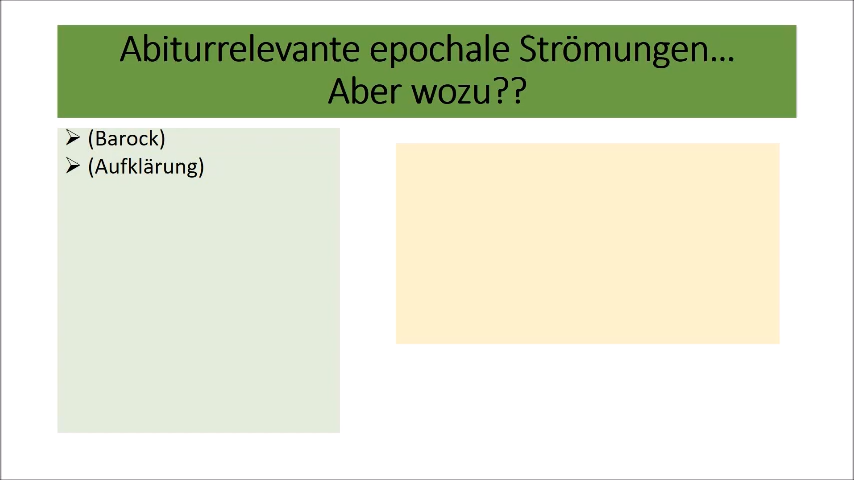 Abiturrelevante epochale Strömungen…
Aber wozu??
➢ (Barock)
➢ (Aufklärung)